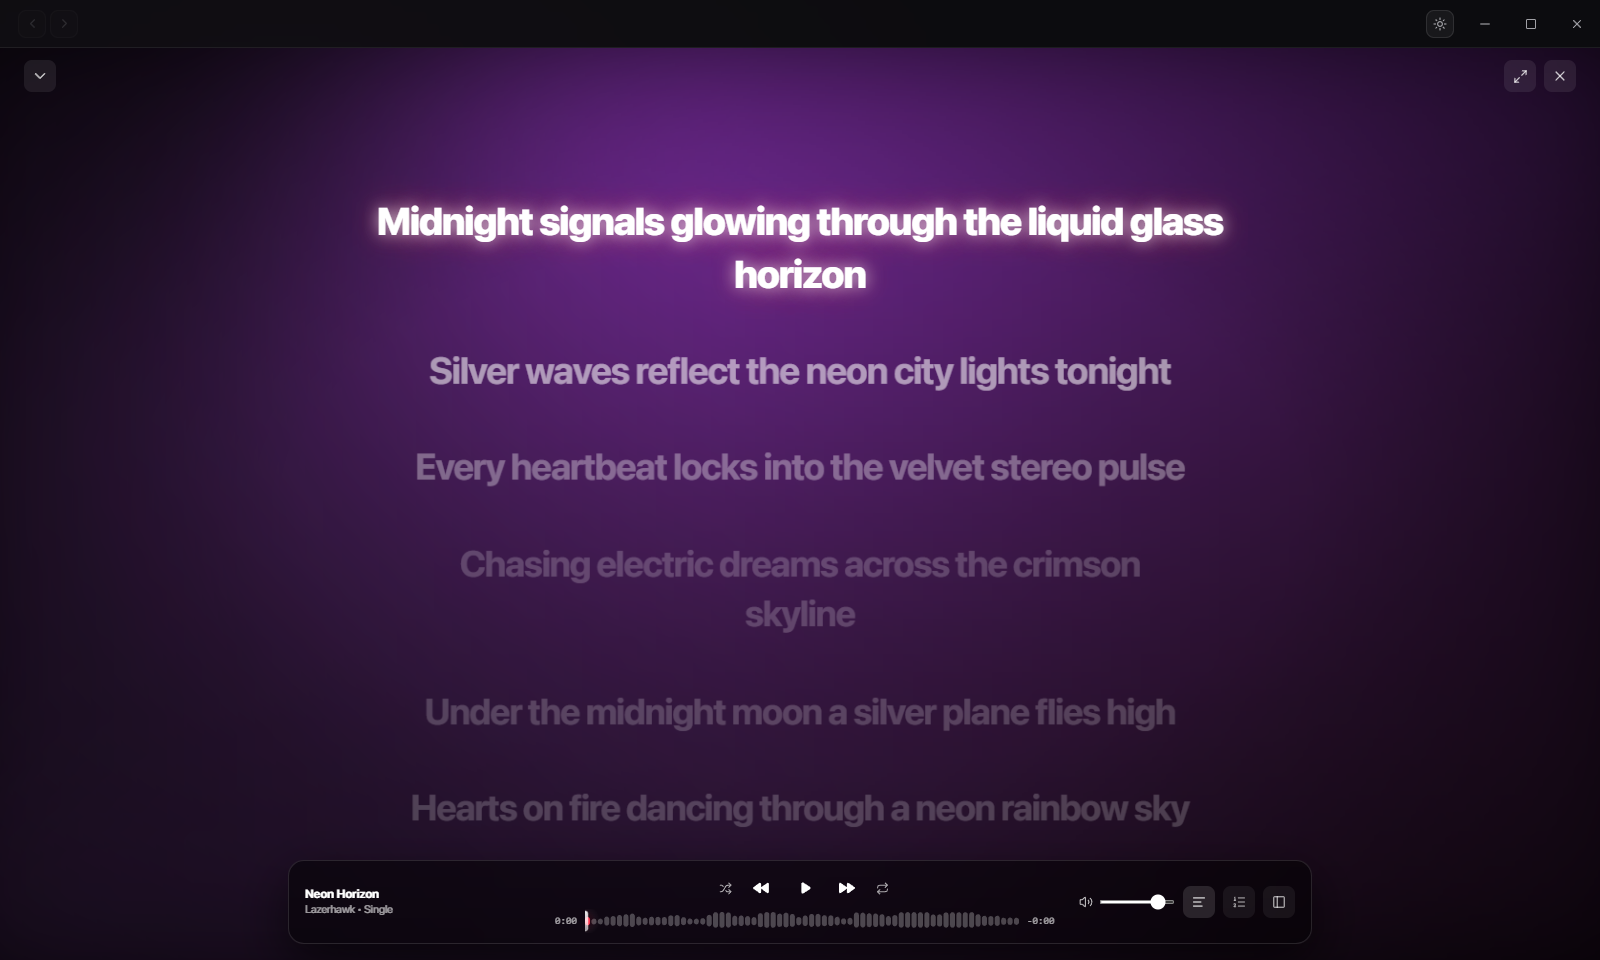 Midnight signals glowing through the liquid glass
horizon
Silver waves reflect the neon city lights tonight
Every heartbeat locks into the velvet stereo pulse
Chasing electric dreams across the crimson
skyline
Under the midnight moon a silver plane flies high
Hearts on fire dancing through a neon rainbow sky
Neon Horizon
Lazerhawk • Single
0:00
-0:00